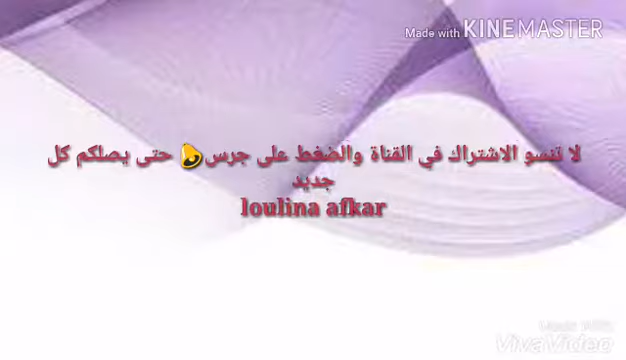 Made with KINEMASTER
لا تنسو الاشتراك في القناة والضغط على جرس🔔 حتى يصلكم كل
جديد
loulina afkar
Made With
VivaVideo